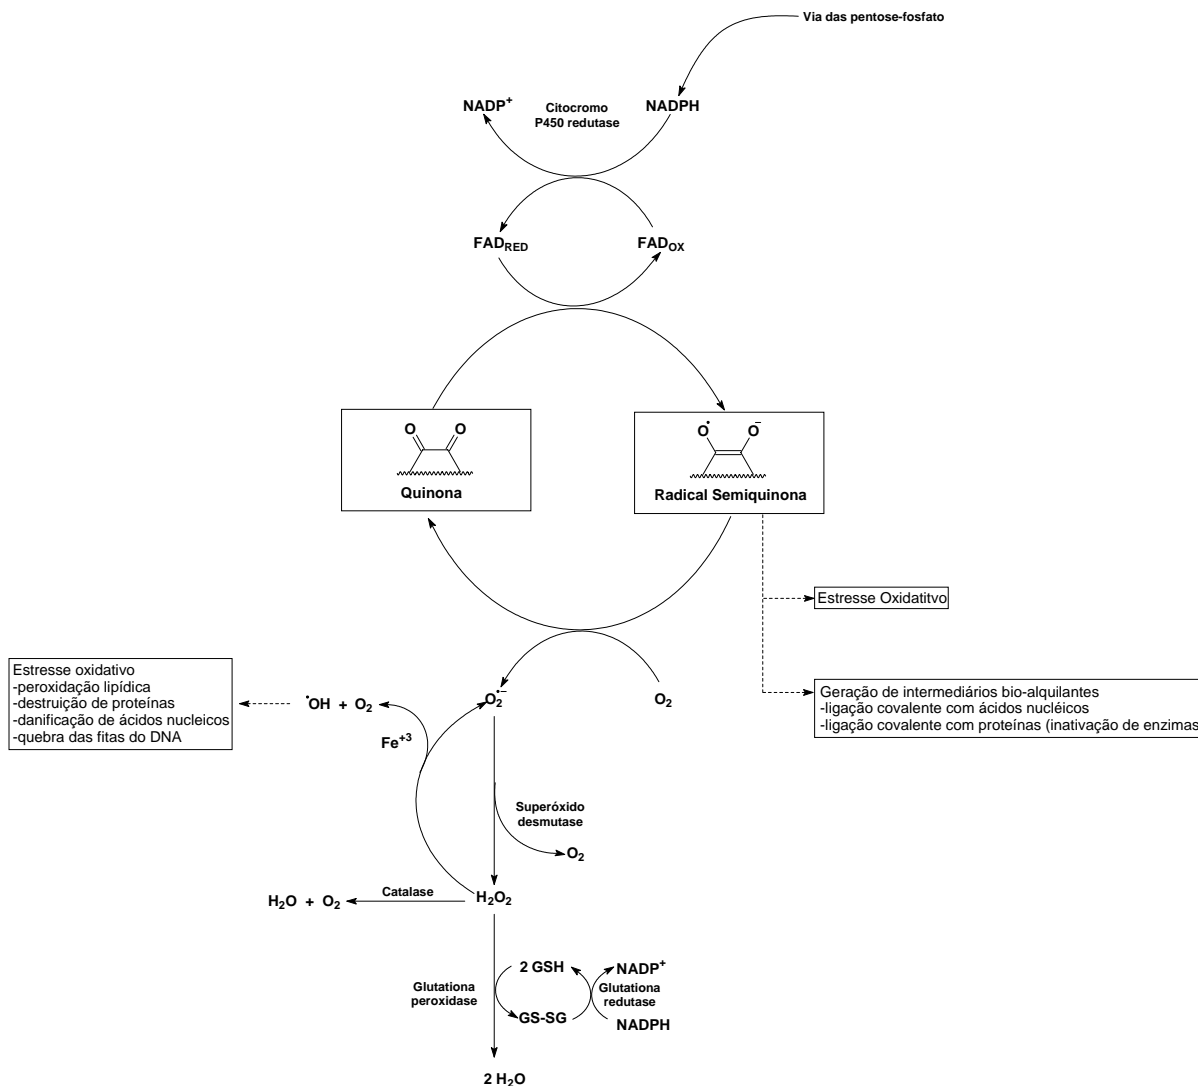 Via das pentose-fosfato
NADP+
Citocromo
P450 redutase
NADPH
FADRED
FADOX
O
O
Quinona
O•
O−
Radical Semiquinona
Estresse Oxidatitvo
Estresse oxidativo
-peroxidação lipídica
-destruição de proteínas
-danificação de ácidos nucleicos
-quebra das fitas do DNA
•OH + O2
O2•−
O2
Geração de intermediários bio-alquilantes
-ligação covalente com ácidos nucléicos
-ligação covalente com proteínas (inativação de enzimas
Fe+3
Superóxido
desmutase
O2
H2O + O2
Catalase
H2O2
2 GSH
NADP+
Glutationa
peroxidase
Glutationa
redutase
GS-SG
NADPH
2 H2O